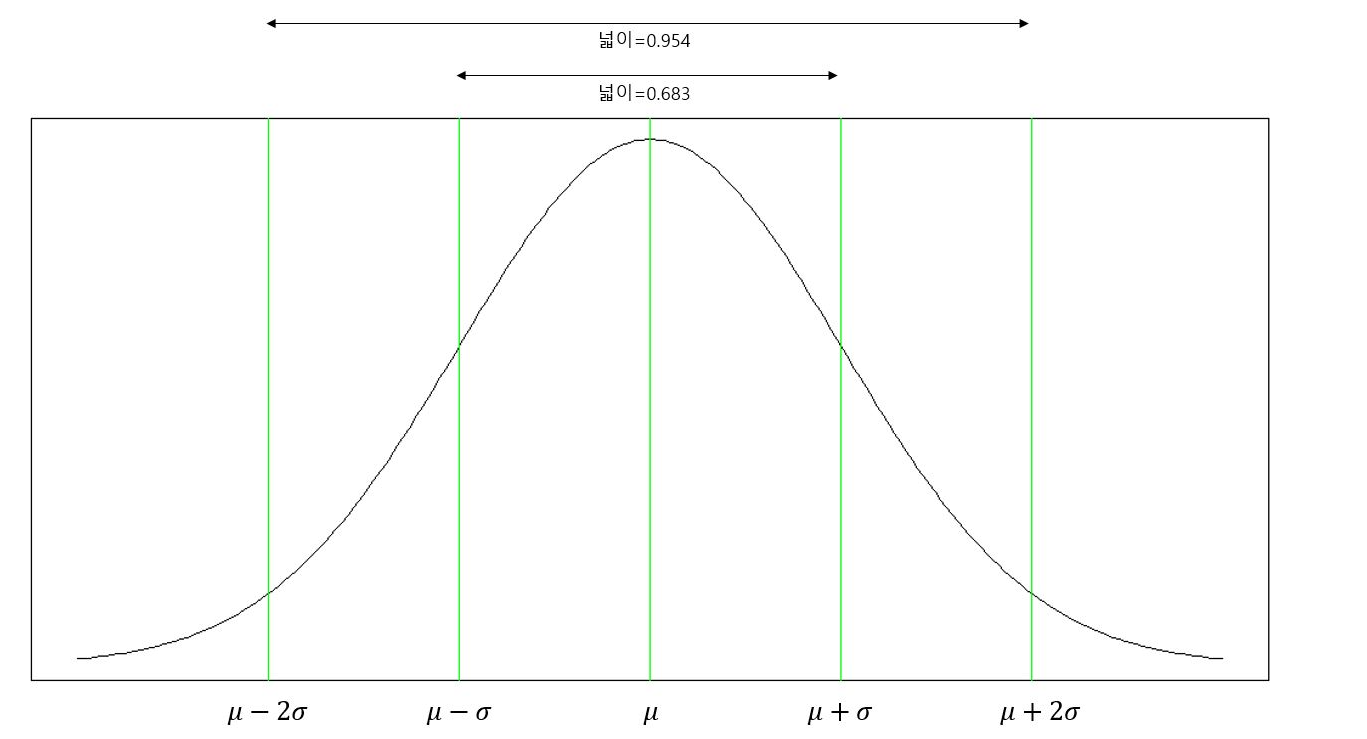 넓이=0.954
넓이=0.683
μ − 2σ μ − σ μ μ + σ μ + 2σ